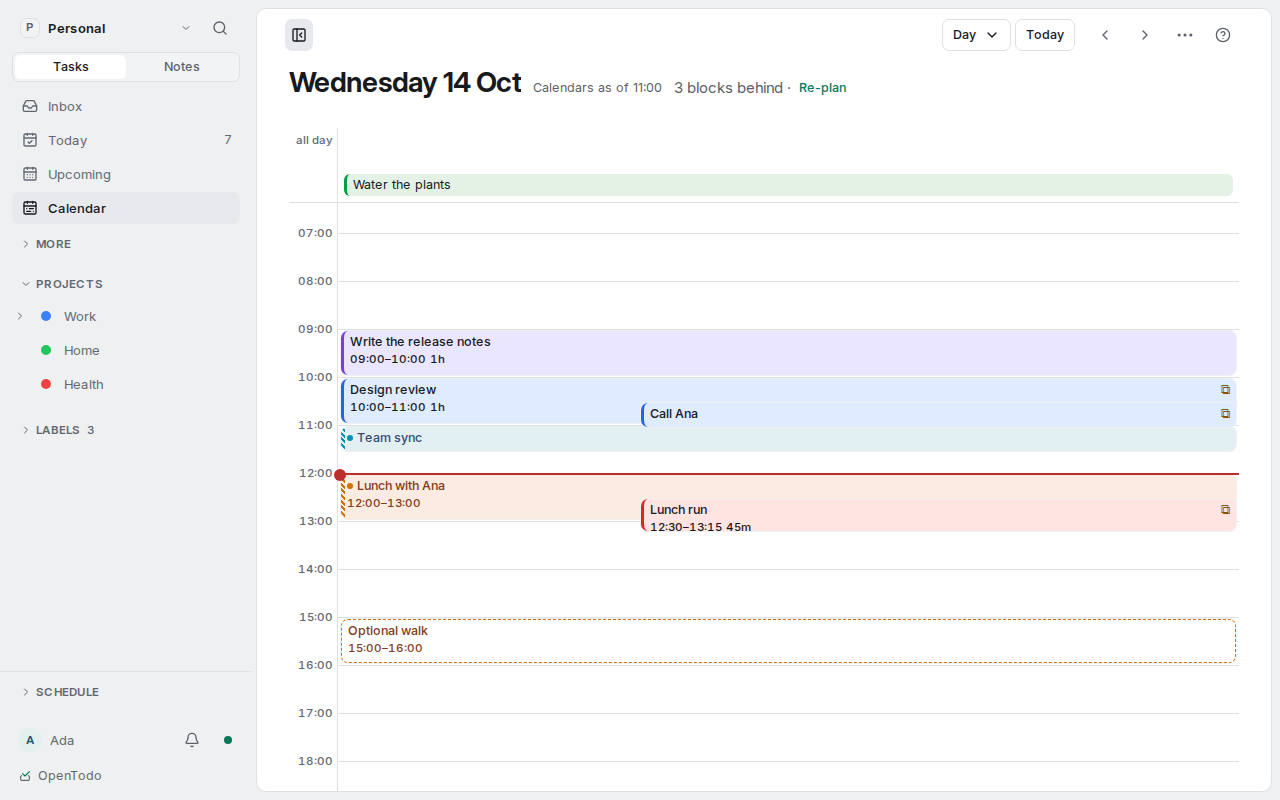 P Personal
Tasks Notes
Inbox
Today 7
Upcoming
Calendar
MORE
PROJECTS
Work
Home
Health
LABELS 3
SCHEDULE
A Ada
OpenTodo
Day Today
Wednesday 14 Oct Calendars as of 11:00 3 blocks behind · Re-plan
all day
Water the plants
07:00
08:00
09:00
Write the release notes
09:00–10:00 1h
10:00
Design review
10:00–11:00 1h
Call Ana
11:00
Team sync
12:00
Lunch with Ana
12:00–13:00
Lunch run
12:30–13:15 45m
13:00
14:00
15:00
Optional walk
15:00–16:00
16:00
17:00
18:00